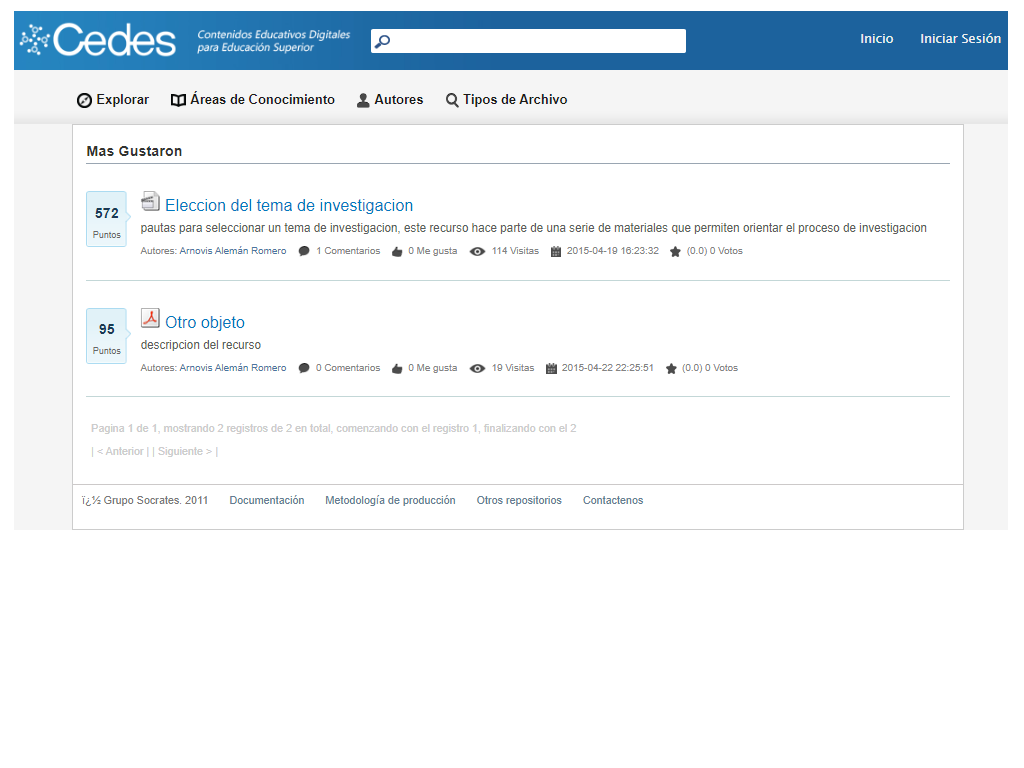 Cedes
Contenidos Educativos Digitales
para Educación Superior
Inicio
Iniciar Sesión
Explorar
Áreas de Conocimiento
Autores
Tipos de Archivo
Mas Gustaron
572
Puntos
Eleccion del tema de investigacion
pautas para seleccionar un tema de investigacion, este recurso hace parte de una serie de materiales que permiten orientar el proceso de investigacion
Autores: Arnovis Alemán Romero 1 Comentarios 0 Me gusta 114 Visitas 2015-04-19 16:23:32 (0.0) 0 Votos
95
Puntos
Otro objeto
descripcion del recurso
Autores: Arnovis Alemán Romero 0 Comentarios 0 Me gusta 19 Visitas 2015-04-22 22:25:51 (0.0) 0 Votos
Pagina 1 de 1, mostrando 2 registros de 2 en total, comenzando con el registro 1, finalizando con el 2
| < Anterior | | Siguiente > |
ï¿½ Grupo Socrates. 2011 Documentación Metodología de producción Otros repositorios Contactenos